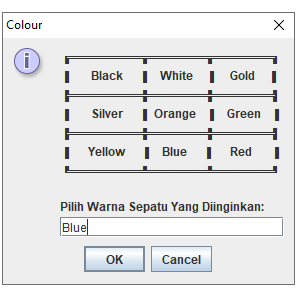 Colour
Black White Gold
Silver Orange Green
Yellow Blue Red
Pilih Warna Sepatu Yang Diinginkan:
Blue
OK Cancel